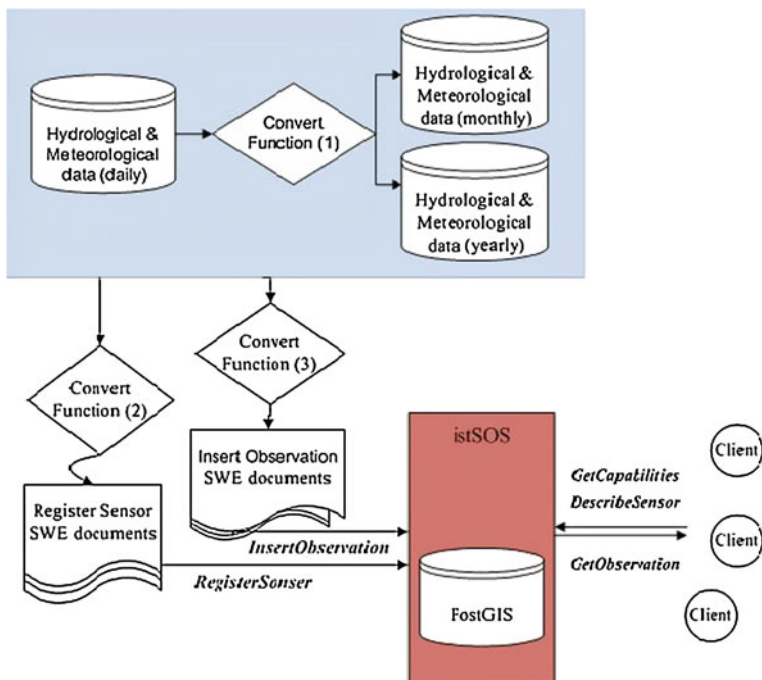 Hydrological &
Meteorological
data (daily)
Convert
Function (1)
Hydrological &
Meteorological
data (monthly)
Hydrological &
Meteorological
data (yearly)
Convert
Function (2)
Convert
Function (3)
Insert Observation
SWE documents
Register Sensor
SWE documents
InsertObservation
RegisterSonser
istSOS
FostGIS
GetCapabilities
DescribeSensor
GetObservation
Client
Client
Client